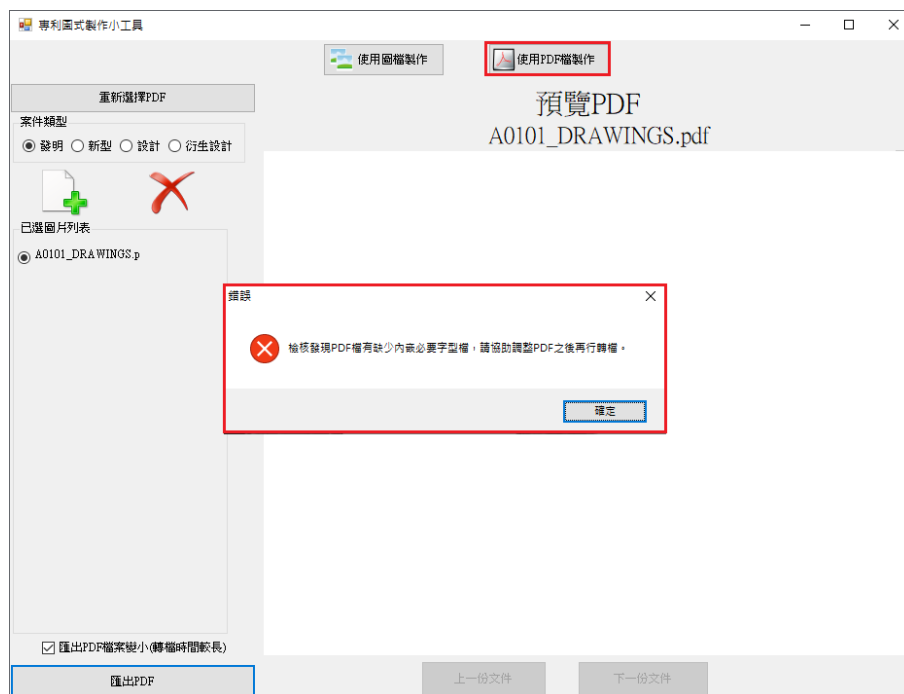 專利圖式製作小工具
使用圖檔製作
使用PDF檔製作
重新選擇PDF
預覽PDF
A0101_DRAWINGS.pdf
案件類型
發明 新型 設計 衍生設計
已選圖片列表
A0101_DRAWINGS.p
錯誤
檢核發現PDF檔有缺少內嵌必要字型檔，請協助調整PDF之後再行轉檔。
確定
匯出PDF檔案變小(轉檔時間較長)
匯出PDF
上一份文件
下一份文件